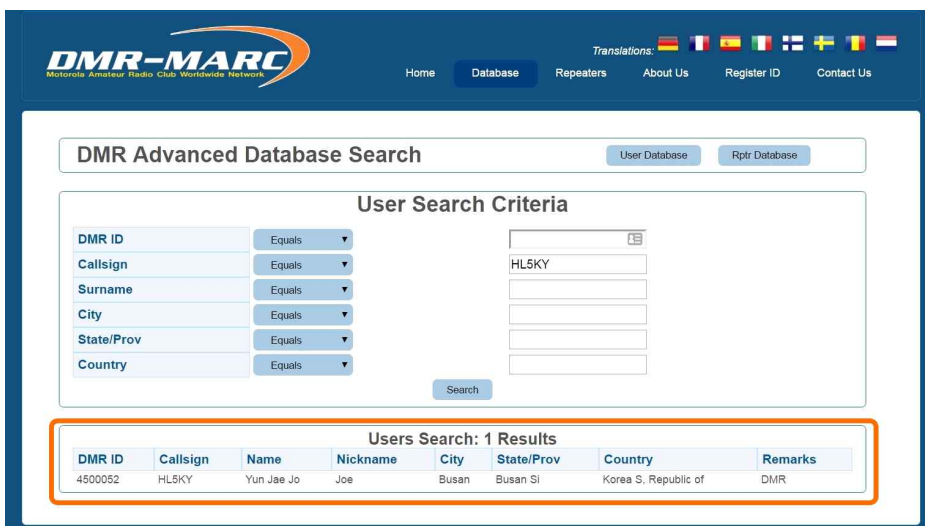 DMR-MARC
Motorola Amateur Radio Club Worldwide Network
Translations:
Home Database Repeaters About Us Register ID Contact Us
DMR Advanced Database Search User Database Rptr Database
User Search Criteria
DMR ID Equals
Callsign Equals HL5KY
Surname Equals
City Equals
State/Prov Equals
Country Equals
Search
Users Search: 1 Results
DMR ID Callsign Name Nickname City State/Prov Country Remarks
4500052 HL5KY Yun Jae Jo Joe Busan Busan Si Korea S, Republic of DMR